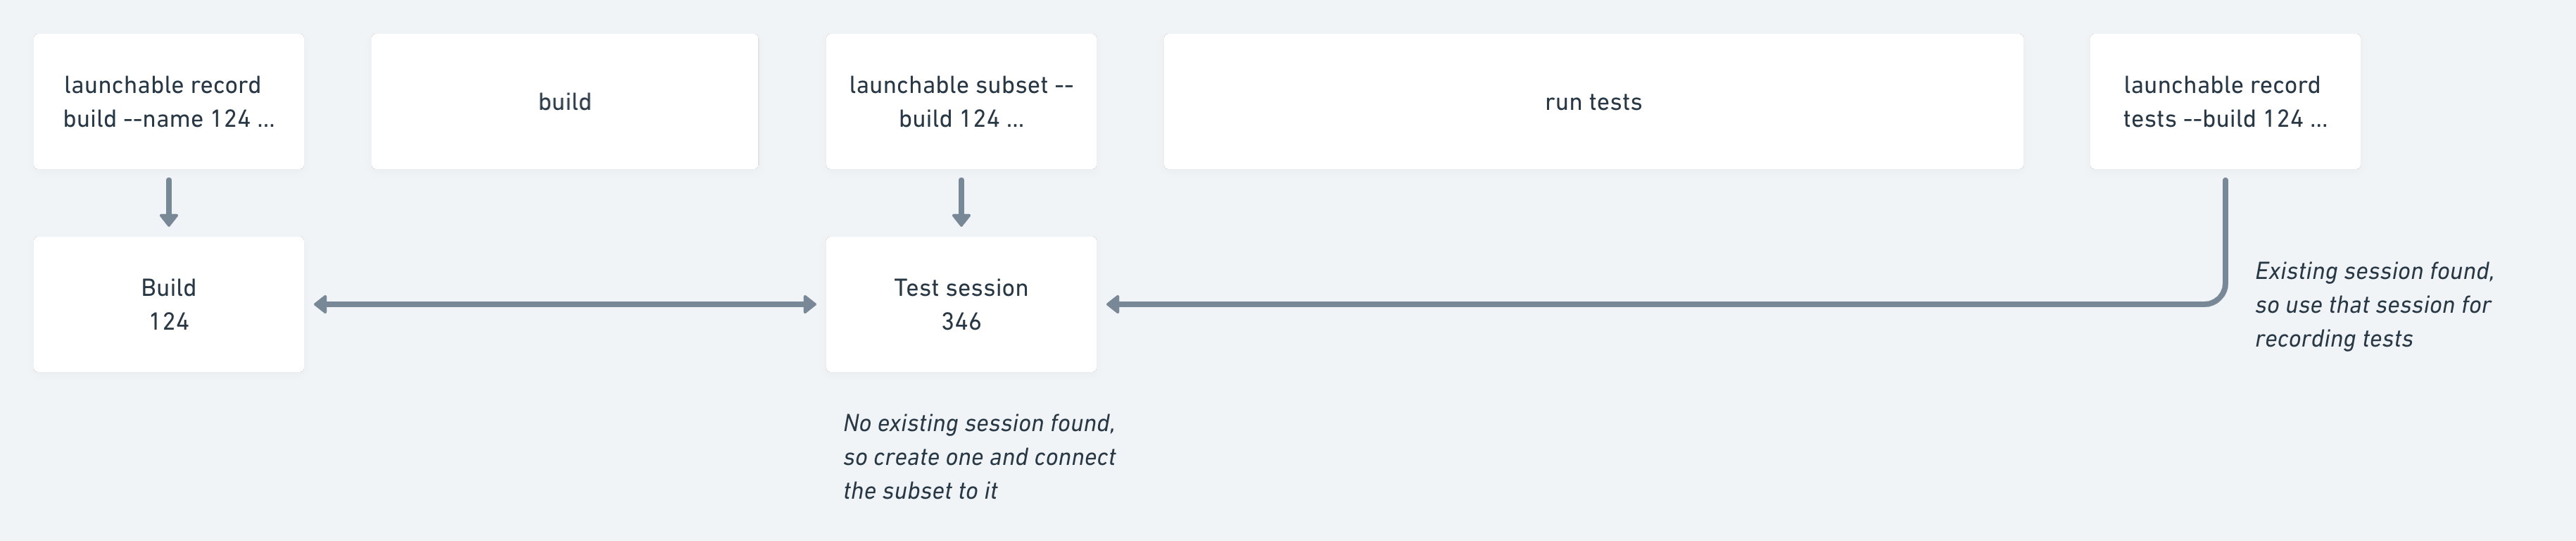 launchable record
build --name 124 ...
build
launchable subset --
build 124 ...
run tests
launchable record
tests --build 124 ...
Build
124
Test session
346
Existing session found,
so use that session for
recording tests
No existing session found,
so create one and connect
the subset to it